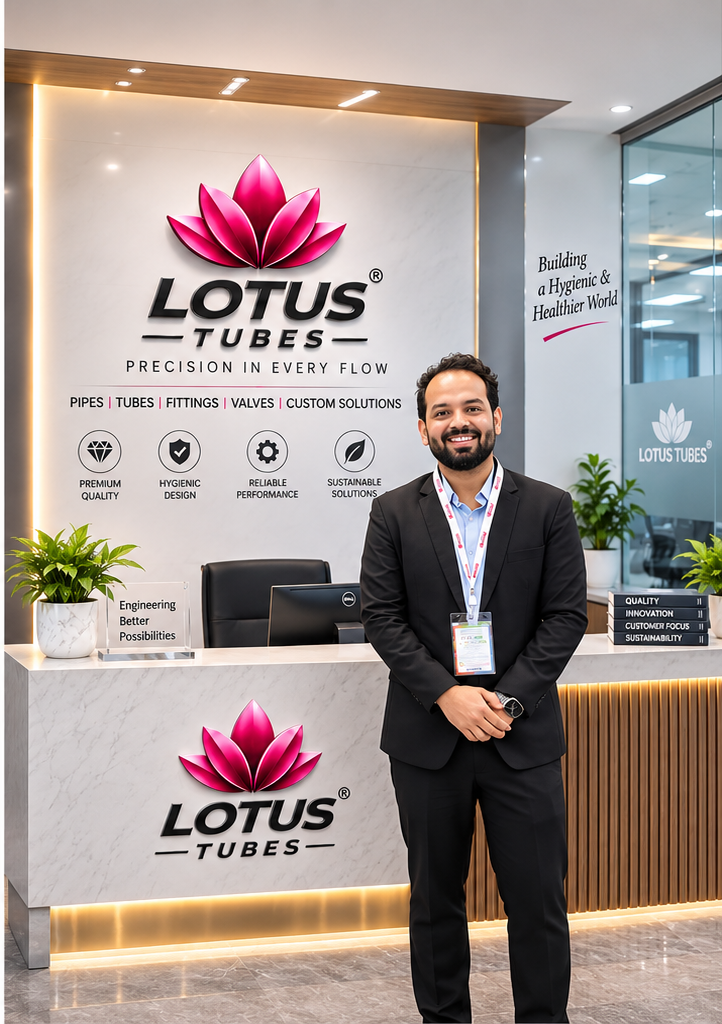 LOTUS®
TUBES
PRECISION IN EVERY FLOW
PIPES | TUBES | FITTINGS | VALVES | CUSTOM SOLUTIONS
PREMIUM
QUALITY
HYGIENIC
DESIGN
RELIABLE
PERFORMANCE
SUSTAINABLE
SOLUTIONS
Building
a Hygienic &
Healthier World
LOTUS TUBES®
Engineering
Better
Possibilities
DELL
QUALITY
INNOVATION
CUSTOMER FOCUS
SUSTAINABILITY
LOTUS®
TUBES